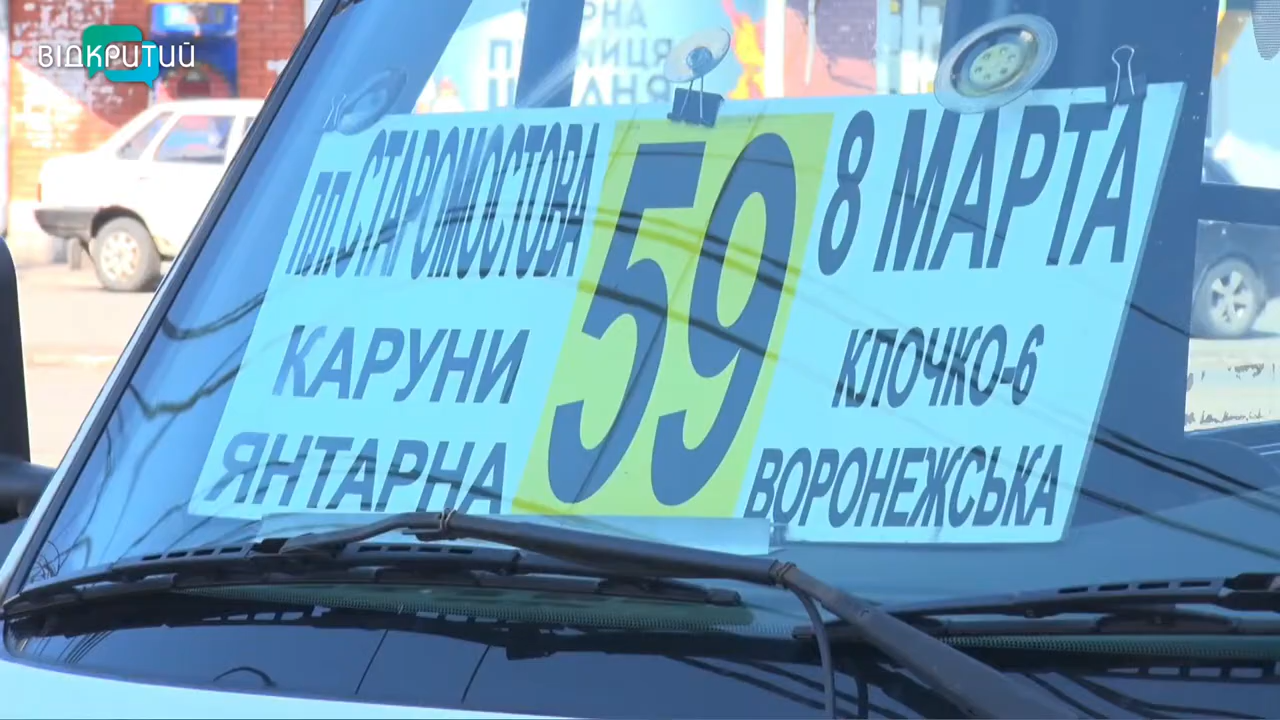 ВІДКРИТИЙ
пл.СТАРОМОСТОВА
КАРУНИ
ЯНТАРНА
59
8 МАРТА
КЛОЧКО-6
ВОРОНЕЖСЬКА